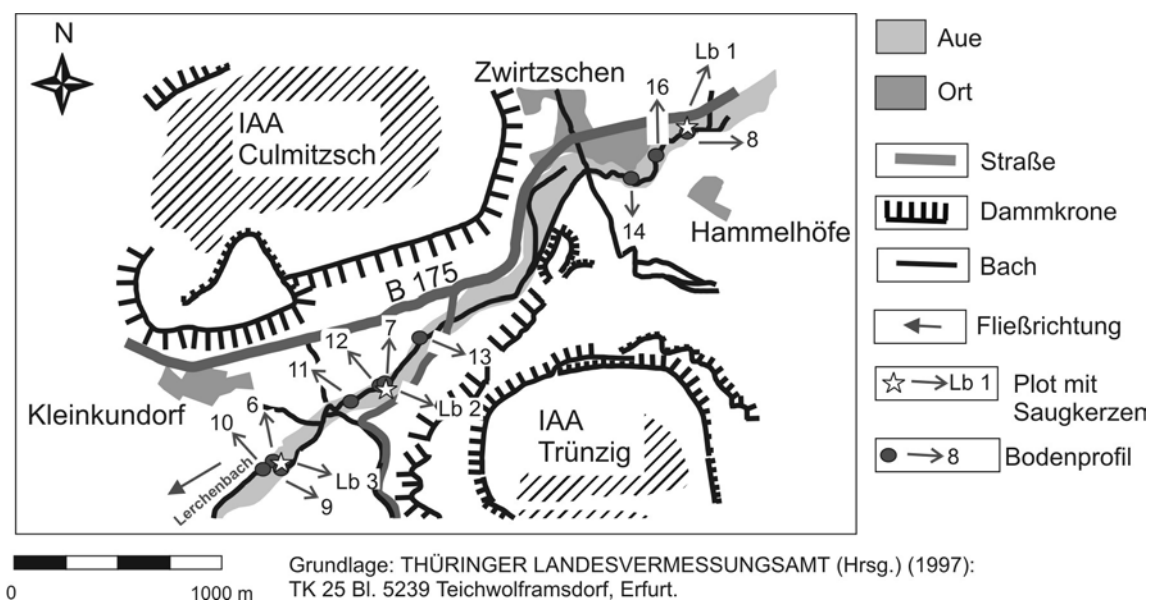 N
Zwirtzschen
Lb 1
16
8
14
IAA
Culmitzsch
Hammelhöfe
B 175
7
12
11
13
Kleinkundorf
6
10
Lb 2
Lb 3
9
Lerchenbach
IAA
Trünzig
Aue
Ort
Straße
Dammkrone
Bach
Fließrichtung
Lb 1
Plot mit
Saugkerzen
8
Bodenprofil
0
1000 m
Grundlage: THÜRINGER LANDESVERMESSUNGSAMT (Hrsg.) (1997):
TK 25 Bl. 5239 Teichwolframsdorf, Erfurt.